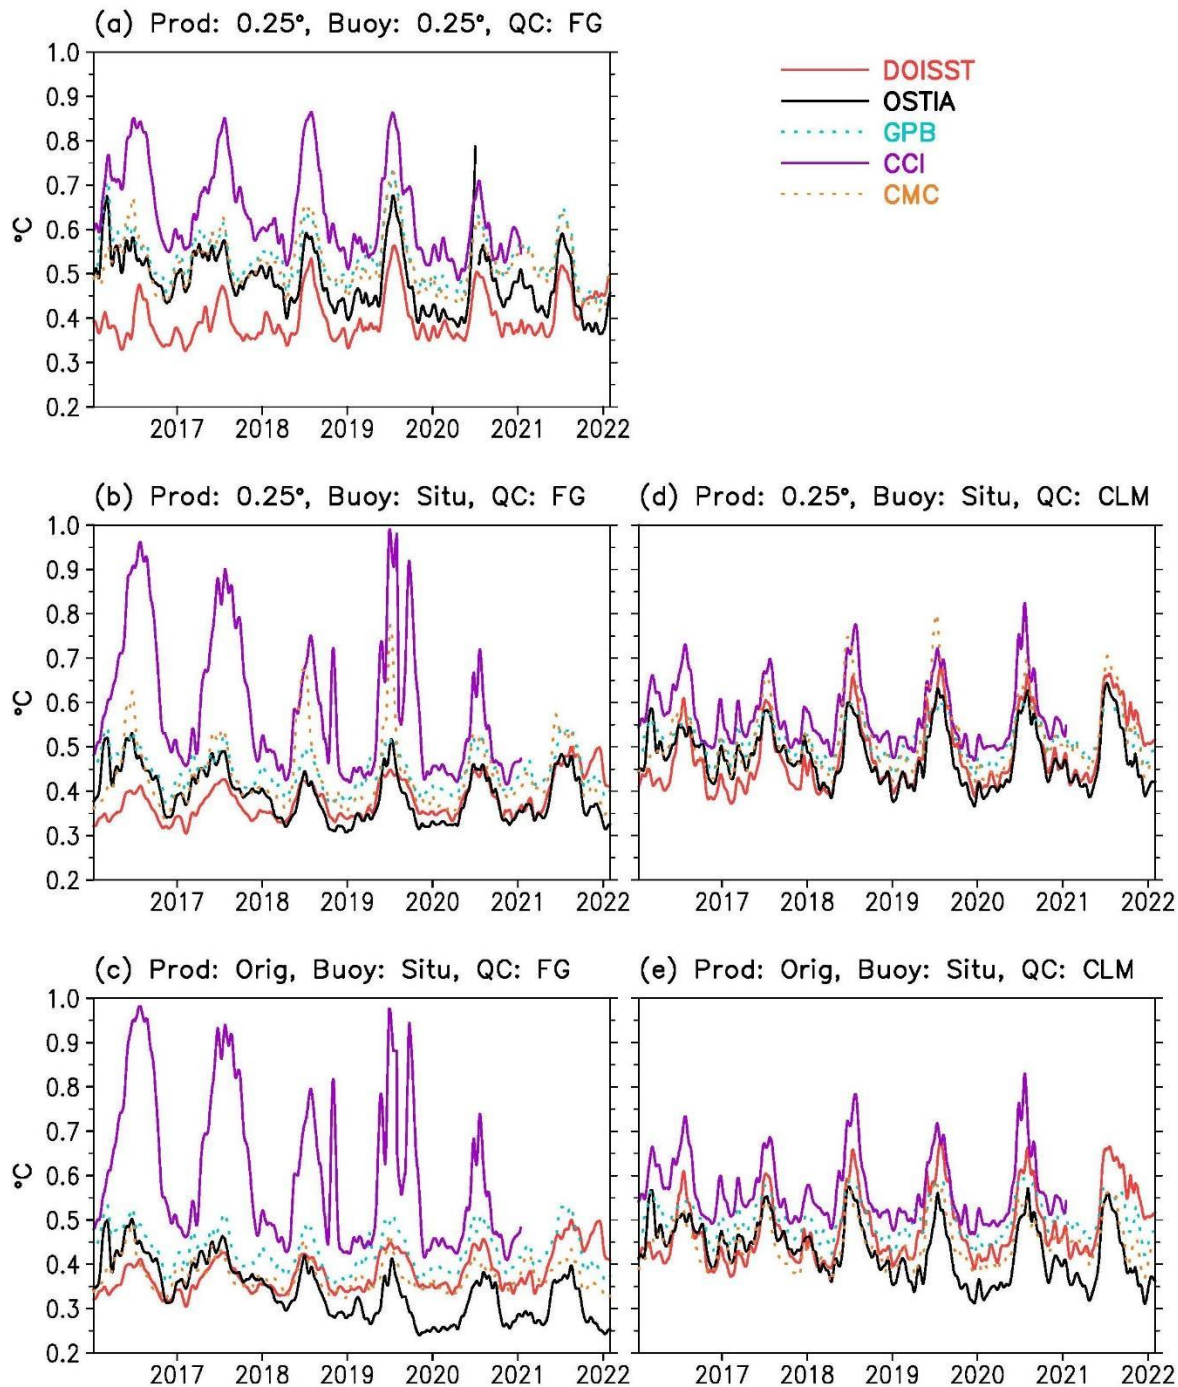 (a) Prod: 0.25°, Buoy: 0.25°, QC: FG
1.0
0.9
0.8
0.7
0.6
0.5
0.4
0.3
0.2
°C
2017 2018 2019 2020 2021 2022
DOISST
OSTIA
GPB
CCI
CMC
(b) Prod: 0.25°, Buoy: Situ, QC: FG
1.0
0.9
0.8
0.7
0.6
0.5
0.4
0.3
0.2
°C
2017 2018 2019 2020 2021 2022
(d) Prod: 0.25°, Buoy: Situ, QC: CLM
2017 2018 2019 2020 2021 2022
(c) Prod: Orig, Buoy: Situ, QC: FG
1.0
0.9
0.8
0.7
0.6
0.5
0.4
0.3
0.2
°C
2017 2018 2019 2020 2021 2022
(e) Prod: Orig, Buoy: Situ, QC: CLM
2017 2018 2019 2020 2021 2022